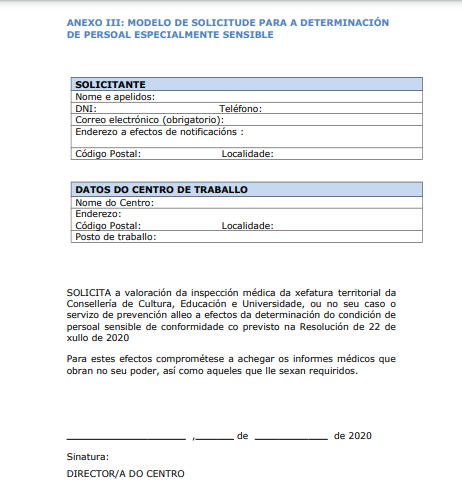 ANEXO III: MODELO DE SOLICITUDE PARA A DETERMINACIÓN
DE PERSOAL ESPECIALMENTE SENSIBLE
SOLICITANTE
Nome e apelidos:
DNI: Teléfono:
Correo electrónico (obrigatorio):
Enderezo a efectos de notificacións :
Código Postal: Localidade:
DATOS DO CENTRO DE TRABALLO
Nome do Centro:
Enderezo:
Código Postal: Localidade:
Posto de traballo:
SOLICITA a valoración da inspección médica da xefatura territorial da
Consellería de Cultura, Educación e Universidade, ou no seu caso o
servizo de prevención alleo a efectos da determinación do condición de
persoal sensible de conformidade co previsto na Resolución de 22 de
xullo de 2020
Para estes efectos comprométese a achegar os informes médicos que
obran no seu poder, así como aqueles que lle sexan requiridos.
______________________ ,_______ de ______________ de 2020
Sinatura:
DIRECTOR/A DO CENTRO